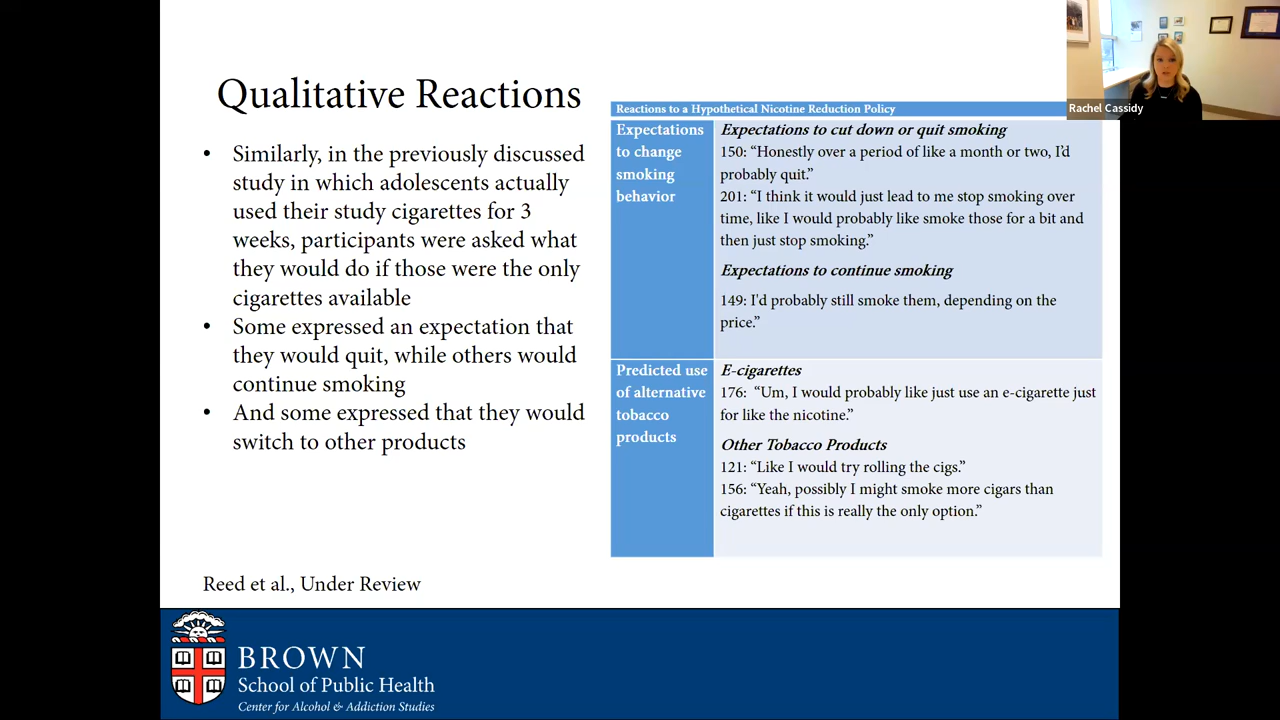 Qualitative Reactions
• Similarly, in the previously discussed
study in which adolescents actually
used their study cigarettes for 3
weeks, participants were asked what
they would do if those were the only
cigarettes available
• Some expressed an expectation that
they would quit, while others would
continue smoking
• And some expressed that they would
switch to other products
Reed et al., Under Review
Reactions to a Hypothetical Nicotine Reduction Policy
Expectations
to change
smoking
behavior
Expectations to cut down or quit smoking
150: “Honestly over a period of like a month or two, I’d
probably quit.”
201: “I think it would just lead to me stop smoking over
time, like I would probably like smoke those for a bit and
then just stop smoking.”
Expectations to continue smoking
149: I'd probably still smoke them, depending on the
price.”
Predicted use
of alternative
tobacco
products
E-cigarettes
176: “Um, I would probably like just use an e-cigarette just
for like the nicotine.”
Other Tobacco Products
121: “Like I would try rolling the cigs.”
156: “Yeah, possibly I might smoke more cigars than
cigarettes if this is really the only option.”
Rachel Cassidy
BROWN
School of Public Health
Center for Alcohol & Addiction Studies